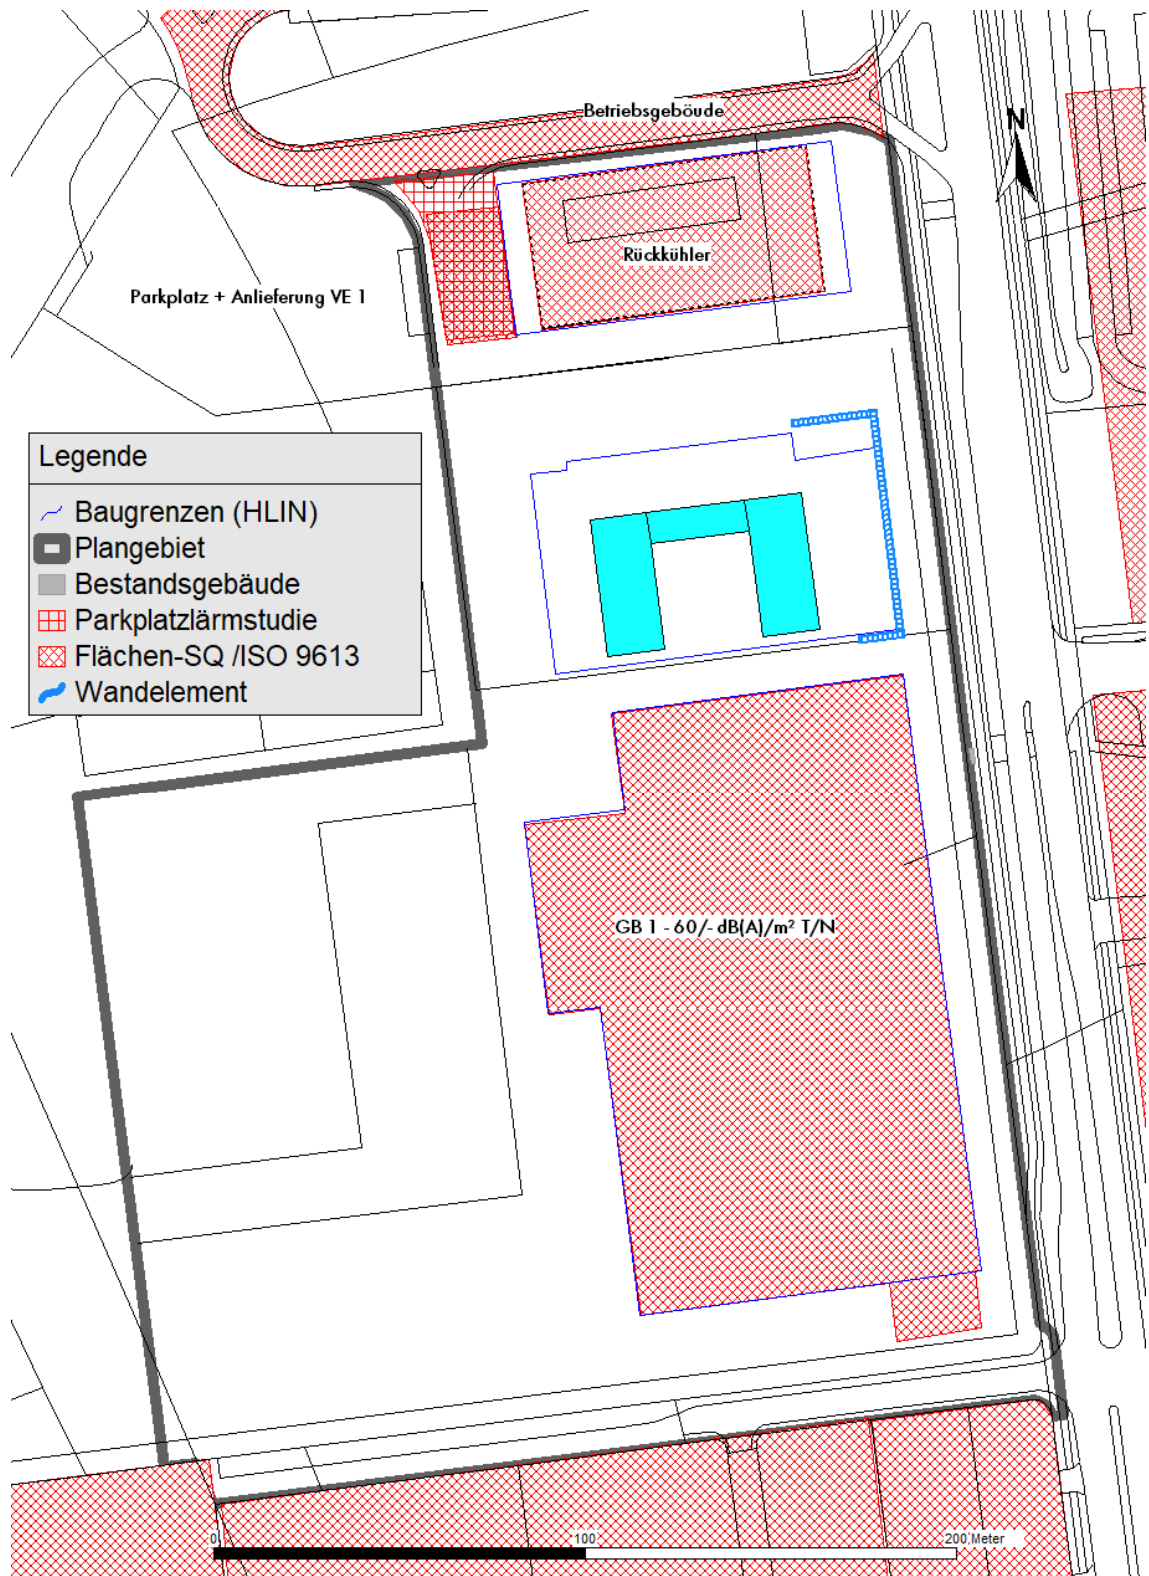 Betriebsgeböude
N
Rückkühler
Parkplatz + Anlieferung VE 1
Legende
Baugrenzen (HLIN)
Plangebiet
Bestandsgebäude
Parkplatzlärmstudie
Flächen-SQ /ISO 9613
Wandelement
GB 1 - 60/- dB(A)/m² T/N
0 100 200 Meter